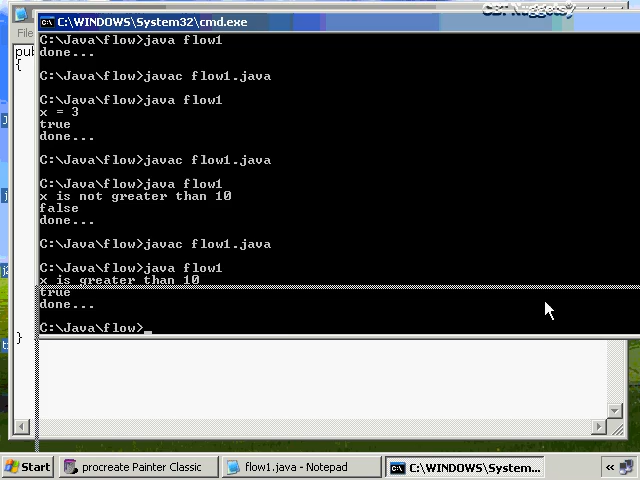 CBT Nuggets
C:\WINDOWS\System32\cmd.exe
File
pub
{
C:\Java\flow>java flow1
done...
C:\Java\flow>javac flow1.java
C:\Java\flow>java flow1
x = 3
true
done...
C:\Java\flow>javac flow1.java
C:\Java\flow>java flow1
x is not greater than 10
false
done...
C:\Java\flow>javac flow1.java
C:\Java\flow>java flow1
x is greater than 10
true
done...
C:\Java\flow>_
}
Start
procreate Painter Classic
flow1.java - Notepad
C:\WINDOWS\System...
«